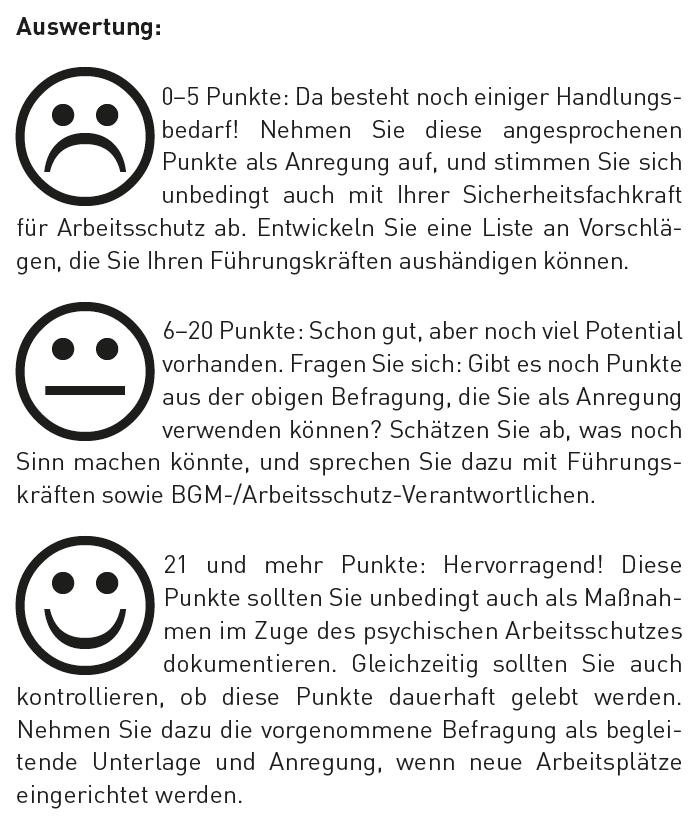 Auswertung:
0–5 Punkte: Da besteht noch einiger Handlungs-
bedarf! Nehmen Sie diese angesprochenen
Punkte als Anregung auf, und stimmen Sie sich
unbedingt auch mit Ihrer Sicherheitsfachkraft
für Arbeitsschutz ab. Entwickeln Sie eine Liste an Vorschlä-
gen, die Sie Ihren Führungskräften aushändigen können.
6–20 Punkte: Schon gut, aber noch viel Potential
vorhanden. Fragen Sie sich: Gibt es noch Punkte
aus der obigen Befragung, die Sie als Anregung
verwenden können? Schätzen Sie ab, was noch
Sinn machen könnte, und sprechen Sie dazu mit Führungs-
kräften sowie BGM-/Arbeitsschutz-Verantwortlichen.
21 und mehr Punkte: Hervorragend! Diese
Punkte sollten Sie unbedingt auch als Maßnah-
men im Zuge des psychischen Arbeitsschutzes
dokumentieren. Gleichzeitig sollten Sie auch
kontrollieren, ob diese Punkte dauerhaft gelebt werden.
Nehmen Sie dazu die vorgenommene Befragung als beglei-
tende Unterlage und Anregung, wenn neue Arbeitsplätze
eingerichtet werden.